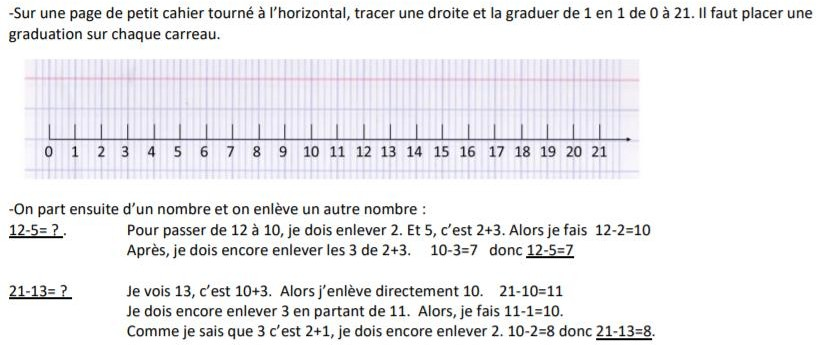 -Sur une page de petit cahier tourné à l'horizontal, tracer une droite et la graduer de 1 en 1 de 0 à 21. Il faut placer une
graduation sur chaque carreau.
0 1 2 3 4 5 6 7 8 9 10 11 12 13 14 15 16 17 18 19 20 21
-On part ensuite d'un nombre et on enlève un autre nombre :
12-5= ? . Pour passer de 12 à 10, je dois enlever 2. Et 5, c'est 2+3. Alors je fais 12-2=10
Après, je dois encore enlever les 3 de 2+3. 10-3=7 donc 12-5=7
21-13= ? Je vois 13, c'est 10+3. Alors j'enlève directement 10. 21-10=11
Je dois encore enlever 3 en partant de 11. Alors, je fais 11-1=10.
Comme je sais que 3 c'est 2+1, je dois encore enlever 2. 10-2=8 donc 21-13=8.